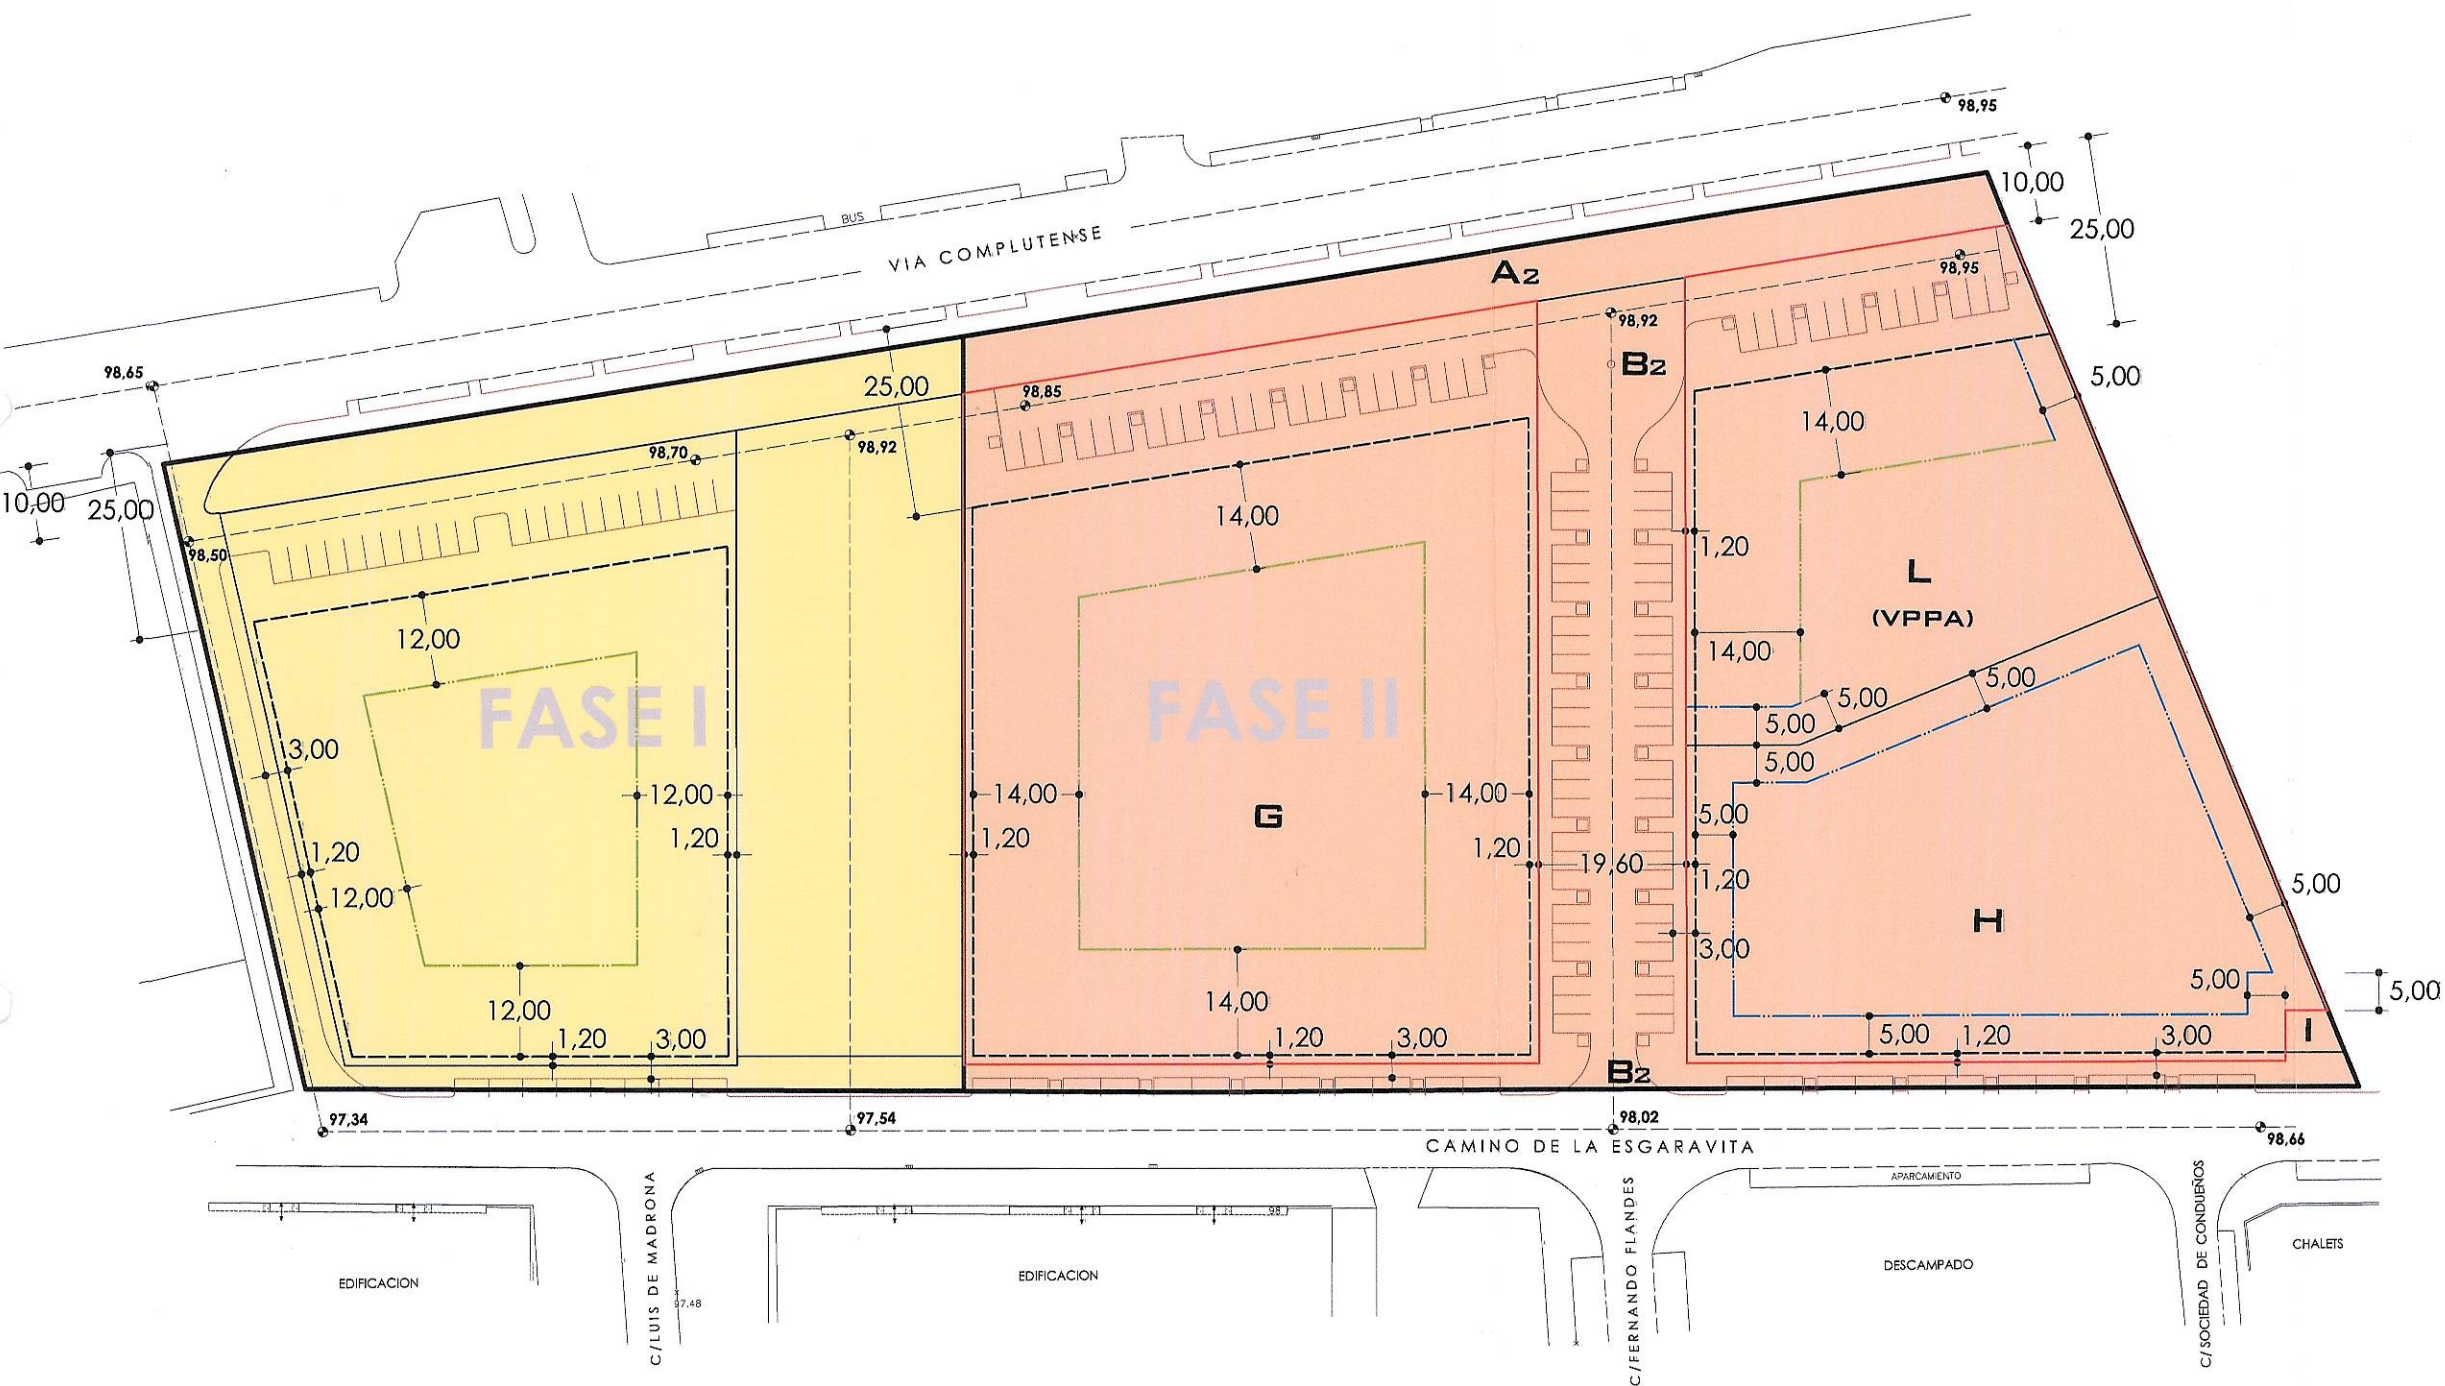 98,95
10,00
25,00
BUS
VIA COMPLUTENSE
A2
98,95
98,92
98,65
25,00
98,85
B2
5,00
14,00
98,70
98,92
10,00
25,00
14,00
98,50
1,20
L
(VPPA)
12,00
14,00
FASE I
FASE II
5,00
5,00
5,00
3,00
5,00
12,00
14,00
14,00
G
5,00
1,20
1,20
1,20
1,20
19,60
1,20
5,00
12,00
H
3,00
5,00
5,00
12,00
14,00
1,20
3,00
1,20
3,00
5,00
1,20
3,00
I
B2
97,34
97,54
98,02
98,66
CAMINO DE LA ESGARAVITA
APARCAMIENTO
98
C/LUIS DE MADRONA
C/FERNANDO FLANDES
C/SOCIEDAD DE CONDUEÑOS
CHALETS
EDIFICACION
EDIFICACION
DESCAMPADO
97.48